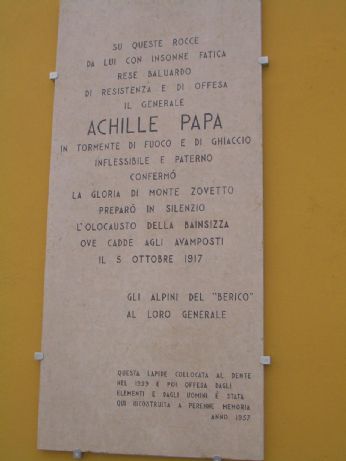 SU QUESTE ROCCE
DA LUI CON INSONNE FATICA
RESE BALUARDO
DI RESISTENZA E DI OFFESA
IL GENERALE
ACHILLE PAPA
IN TORMENTE DI FUOCO E DI GHIACCIO
INFLESSIBILE E PATERNO
CONFERMÓ
LA GLORIA DI MONTE ZOVETTO
PREPARÒ IN SILENZIO
L'OLOCAUSTO DELLA BAINSIZZA
OVE CADDE AGLI AVAMPOSTI
IL 5 OTTOBRE 1917
GLI ALPINI DEL "BERICO"
AL LORO GENERALE
QUESTA LAPIDE COLLOCATA AL DENTE
NEL 1939 E POI OFFESA DAGLI
ELEMENTI E DAGLI UOMINI È STATA
QUI RICOSTRUITA A PERENNE MEMORIA
ANNO 1957